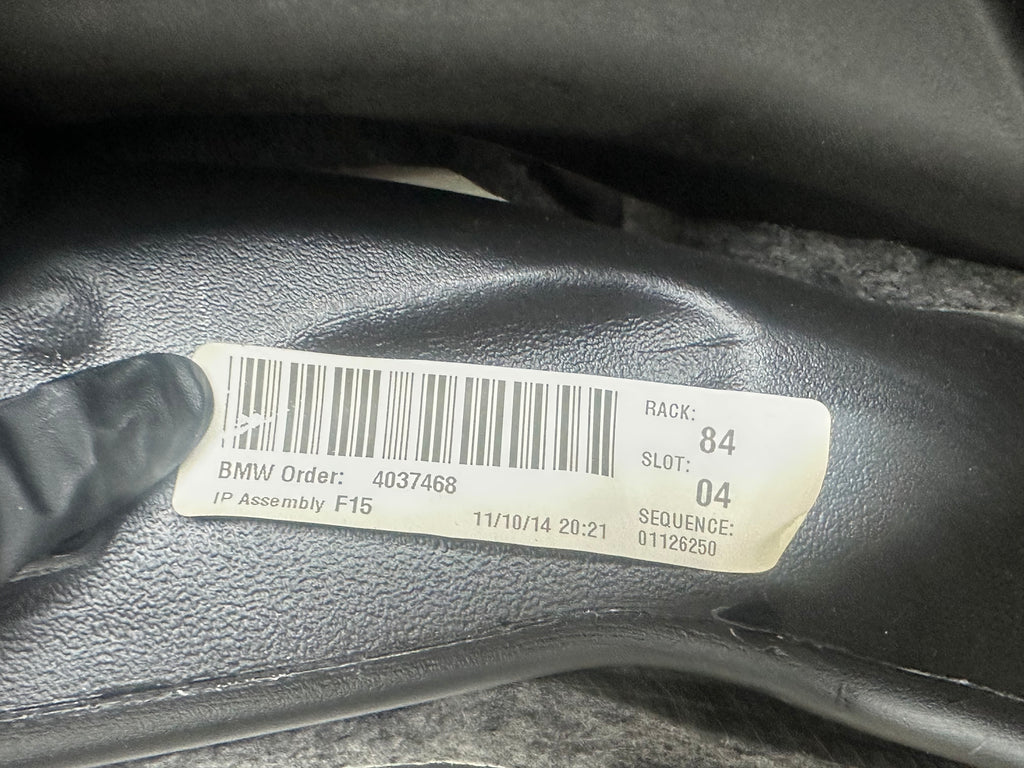 RACK:
84
SLOT:
04
BMW Order: 4037468
IP Assembly F15
11/10/14 20:21
SEQUENCE:
01126250